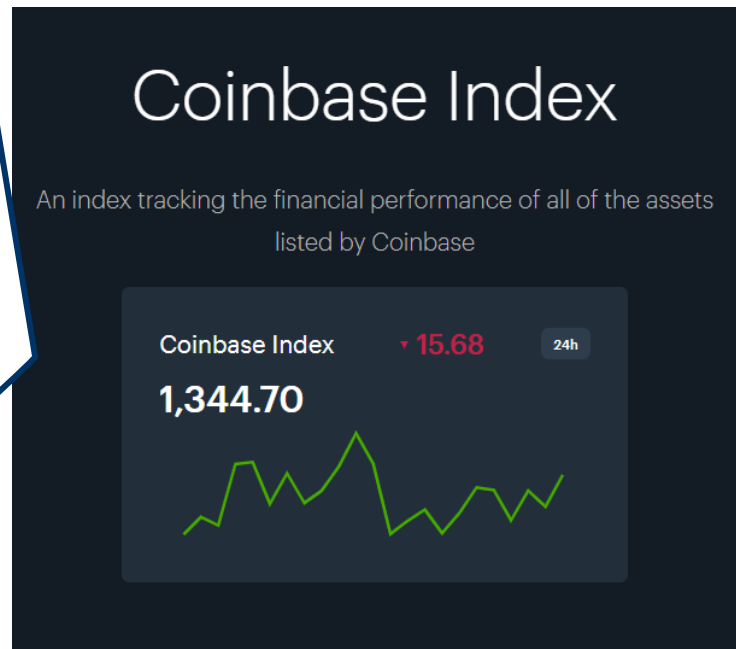 Coinbase Index
An index tracking the financial performance of all of the assets
listed by Coinbase
Coinbase Index ▾ 15.68 24h
1,344.70